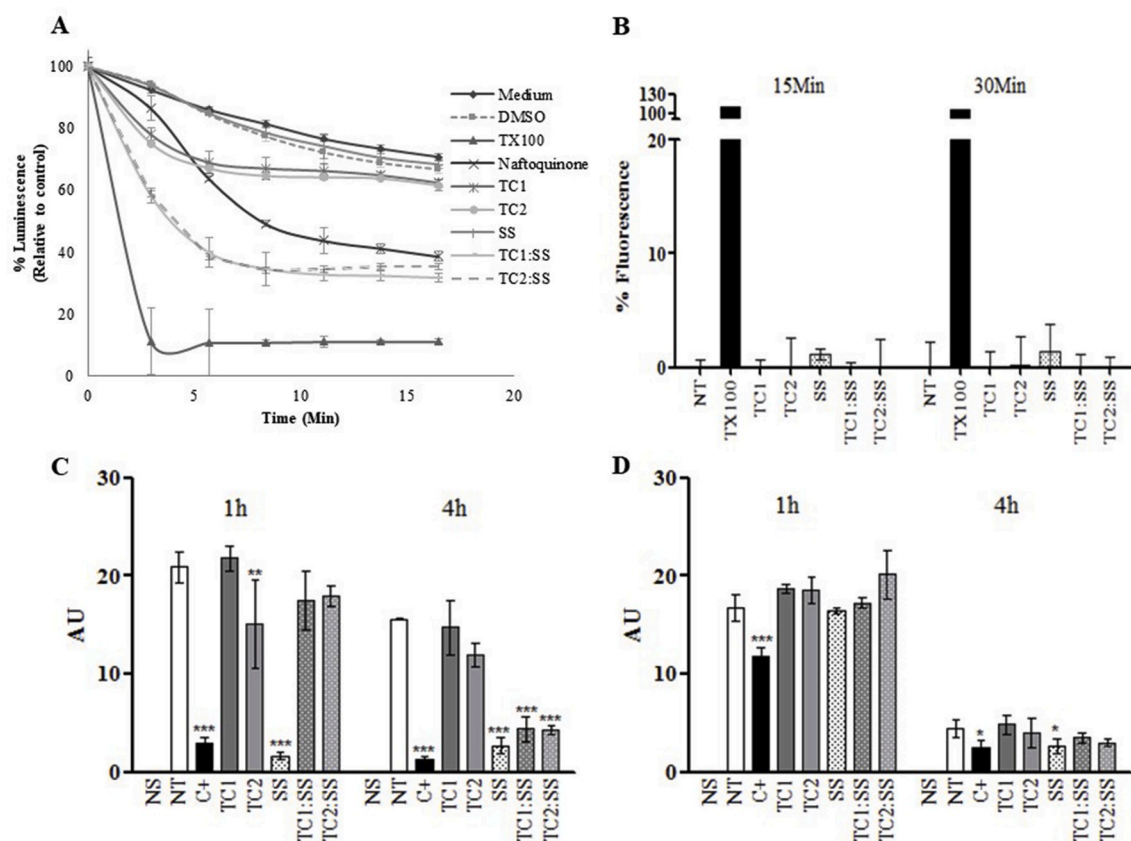 A
% Luminescence
(Relative to control)
100
80
60
40
20
0
0
5
10
15
20
Time (Min)
Medium
DMSO
TX100
Naftoquinone
TC1
TC2
SS
TC1:SS
TC2:SS
B
15Min
30Min
% Fluorescence
130
100
20
10
0
NT
TX100
TC1
TC2
SS
TC1:SS
TC2:SS
NT
TX100
TC1
TC2
SS
TC1:SS
TC2:SS
C
1h
4h
AU
30
20
10
0
***
**
***
***
***
***
***
NS
NT
C+
TC1
TC2
SS
TC1:SS
TC2:SS
NS
NT
C+
TC1
TC2
SS
TC1:SS
TC2:SS
D
1h
4h
AU
30
20
10
0
***
*
*
NS
NT
C+
TC1
TC2
SS
TC1:SS
TC2:SS
NS
NT
C+
TC1
TC2
SS
TC1:SS
TC2:SS